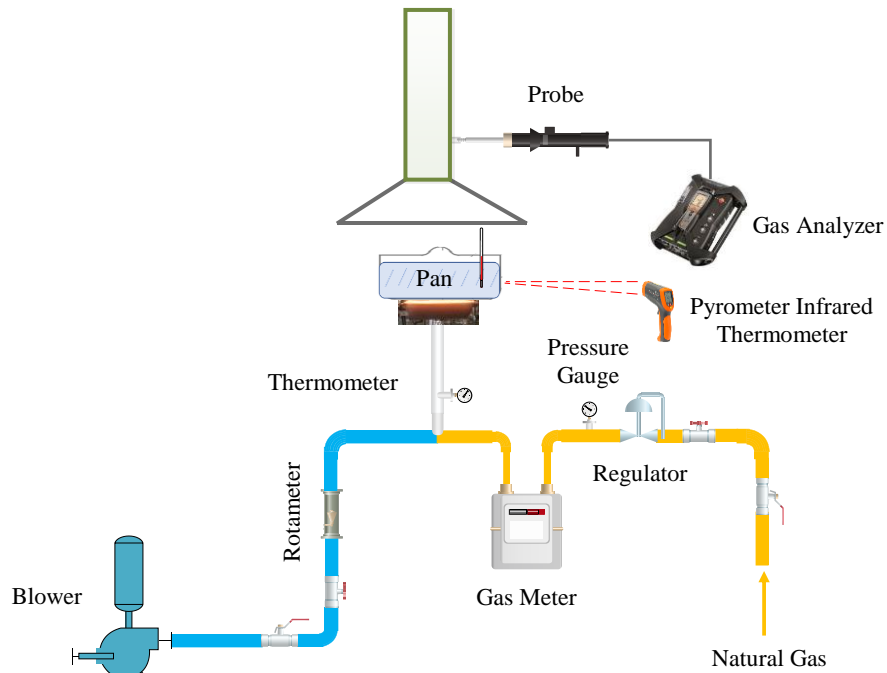 Probe
Gas Analyzer
Pan
Pyrometer Infrared
Thermometer
Pressure
Gauge
Thermometer
Regulator
Rotameter
Gas Meter
Blower
Natural Gas